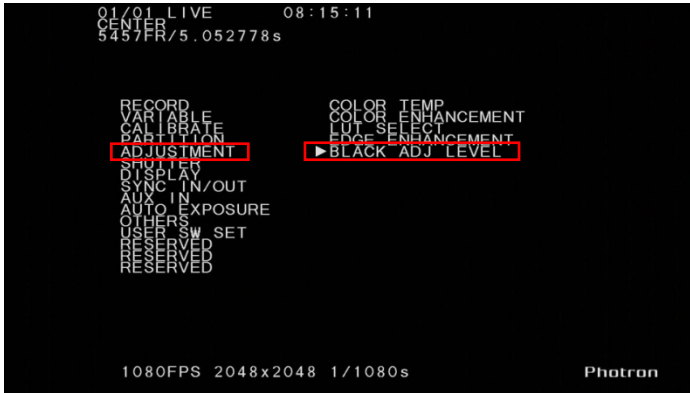 01/01 LIVE 08:15:11
CENTER
5457FR/5.052778s
RECORD
VARIABLE
CALIBRATE
PARTITION
ADJUSTMENT
SHUTTER
DISPLAY
SYNC IN/OUT
AUX IN
AUTO EXPOSURE
OTHERS
USER SW SET
RESERVED
RESERVED
RESERVED
COLOR TEMP
COLOR ENHANCEMENT
LUT SELECT
EDGE ENHANCEMENT
▶BLACK ADJ LEVEL
1080FPS 2048x2048 1/1080s
Photron